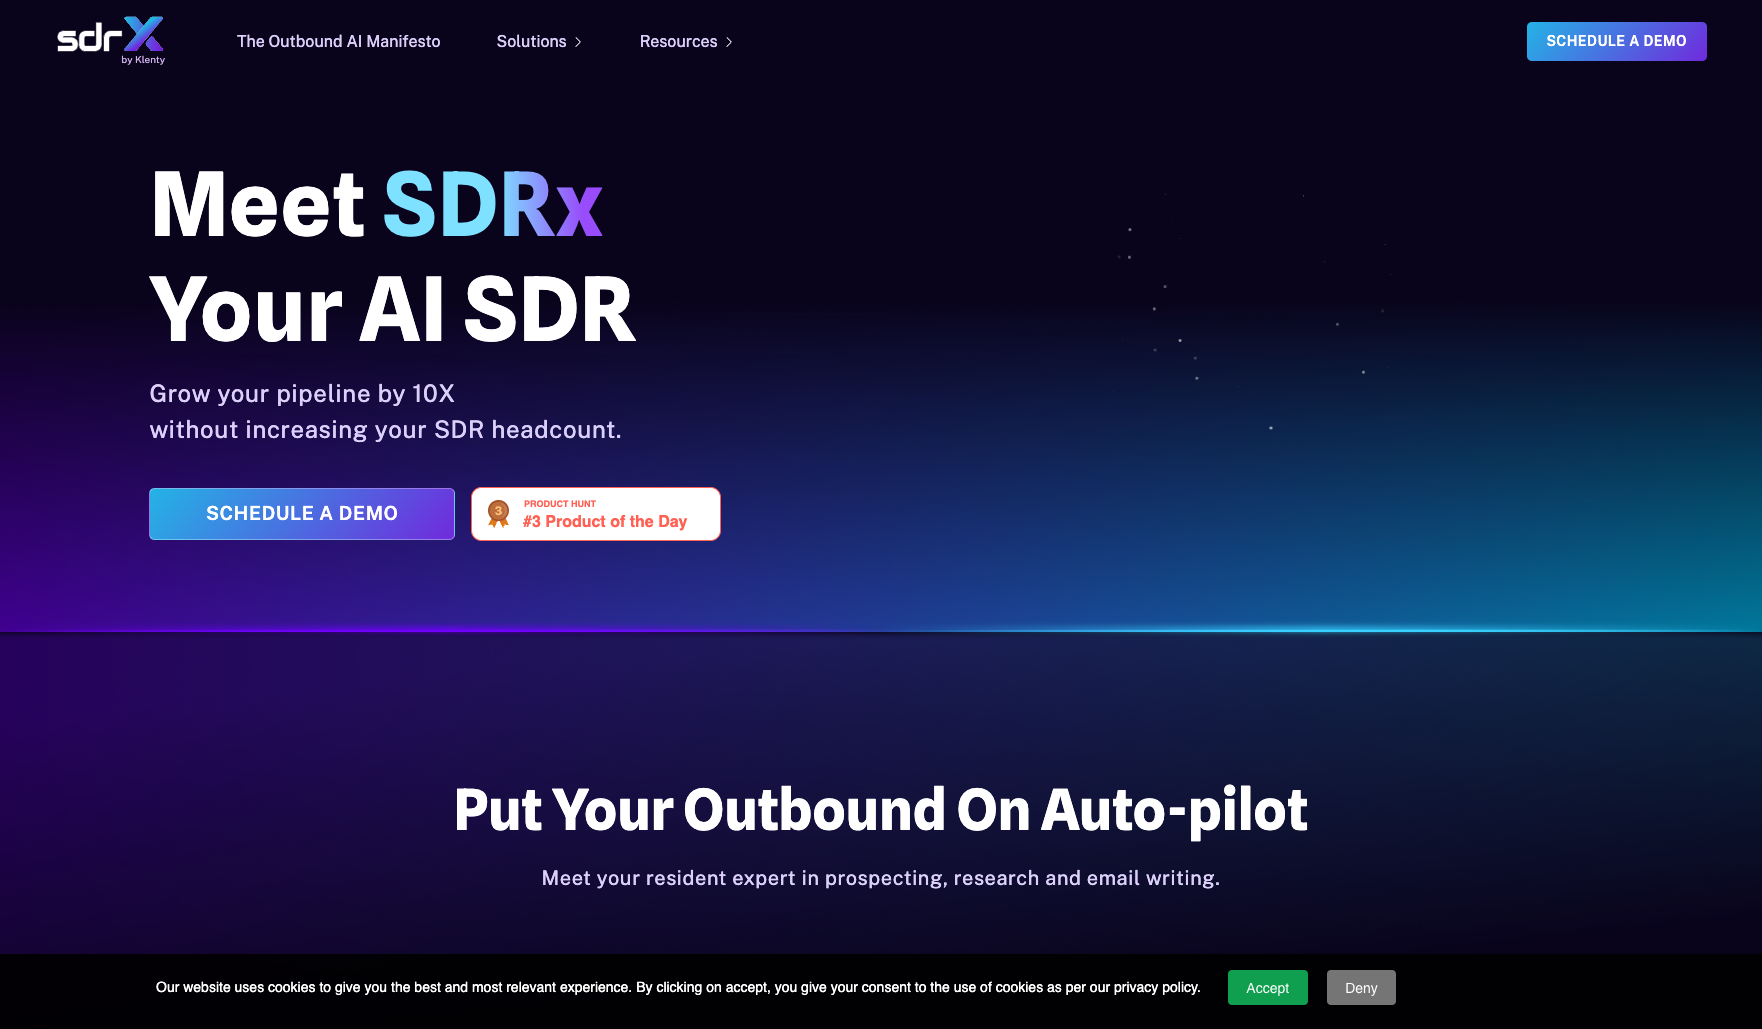 sdrX
by Klenty
The Outbound AI Manifesto
Solutions
Resources
SCHEDULE A DEMO
Meet SDRx
Your AI SDR
Grow your pipeline by 10X
without increasing your SDR headcount.
SCHEDULE A DEMO
3
PRODUCT HUNT
#3 Product of the Day
Put Your Outbound On Auto-pilot
Meet your resident expert in prospecting, research and email writing.
Our website uses cookies to give you the best and most relevant experience. By clicking on accept, you give your consent to the use of cookies as per our privacy policy.
Accept
Deny